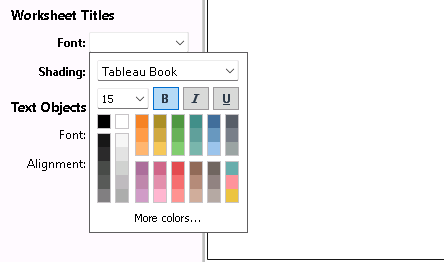 Worksheet Titles
Font:
Shading:
Tableau Book
15 B I U
Text Objects
Font:
Alignment:
More colors...